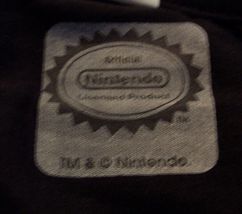 Official
Nintendo
Licensed Product
TM
TM & © Nintendo